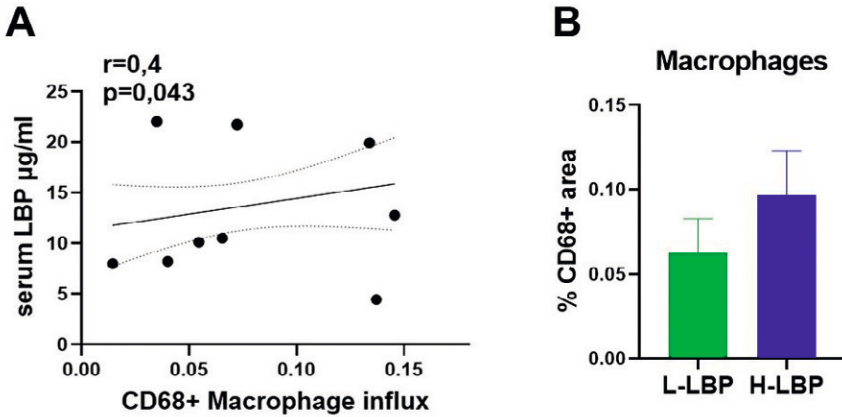 A
r=0,4
p=0,043
serum LBP µg/ml
25
20
15
10
5
0
0.00
0.05
0.10
0.15
CD68+ Macrophage influx
B
Macrophages
% CD68+ area
0.15
0.10
0.05
0.00
L-LBP
H-LBP